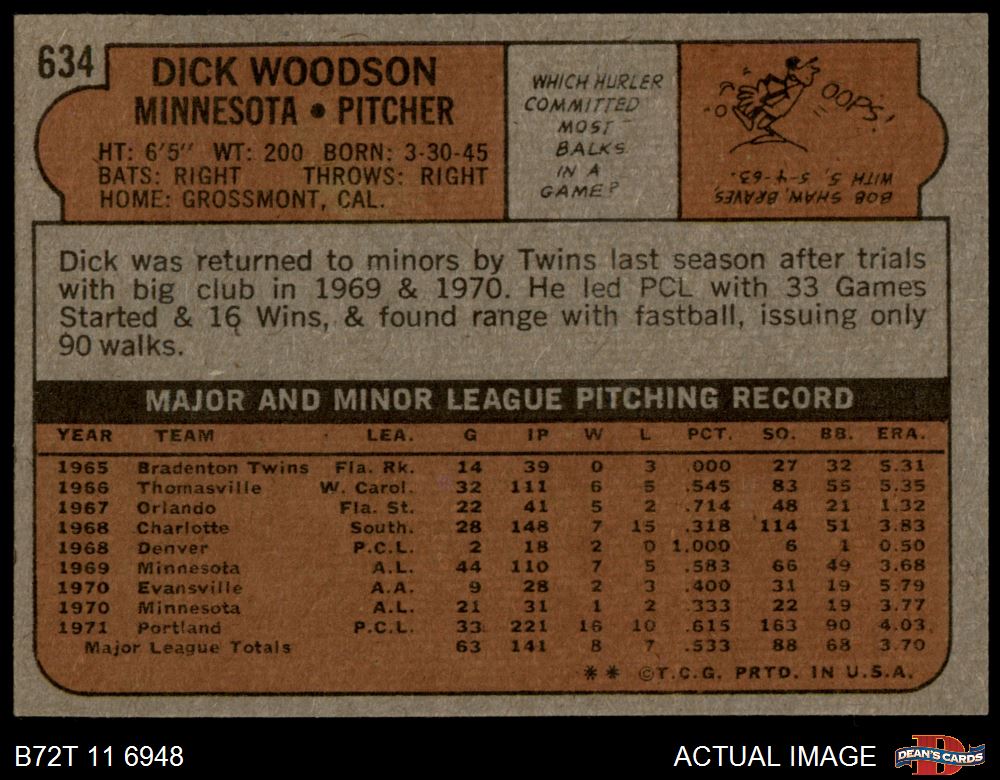 634
DICK WOODSON
MINNESOTA • PITCHER
HT: 6'5" WT: 200 BORN: 3-30-45
BATS: RIGHT THROWS: RIGHT
HOME: GROSSMONT, CAL.
WHICH HURLER
COMMITTED
MOST
BALKS
IN A
GAME?
OOPS!
BOB SHAW, BRAVES,
WITH 5, 5-4-63.
Dick was returned to minors by Twins last season after trials
with big club in 1969 & 1970. He led PCL with 33 Games
Started & 16 Wins, & found range with fastball, issuing only
90 walks.
MAJOR AND MINOR LEAGUE PITCHING RECORD
YEAR TEAM LEA. G IP W L PCT. SO. BB. ERA.
1965 Bradenton Twins Fla. Rk. 14 39 0 3 .000 27 32 5.31
1966 Thomasville W. Carol. 32 111 6 5 .545 83 55 5.35
1967 Orlando Fla. St. 22 41 5 2 .714 48 21 1.32
1968 Charlotte South. 28 148 7 15 .318 114 51 3.83
1968 Denver P.C.L. 2 18 2 0 1.000 6 1 0.50
1969 Minnesota A.L. 44 110 7 5 .583 66 49 3.68
1970 Evansville A.A. 9 28 2 3 .400 31 19 5.79
1970 Minnesota A.L. 21 31 1 2 .333 22 19 3.77
1971 Portland P.C.L. 33 221 16 10 .615 163 90 4.03
Major League Totals 63 141 8 7 .533 88 68 3.70
** ©T.C.G. PRTD. IN U.S.A.
B72T 11 6948
ACTUAL IMAGE
D
DEAN'S CARDS